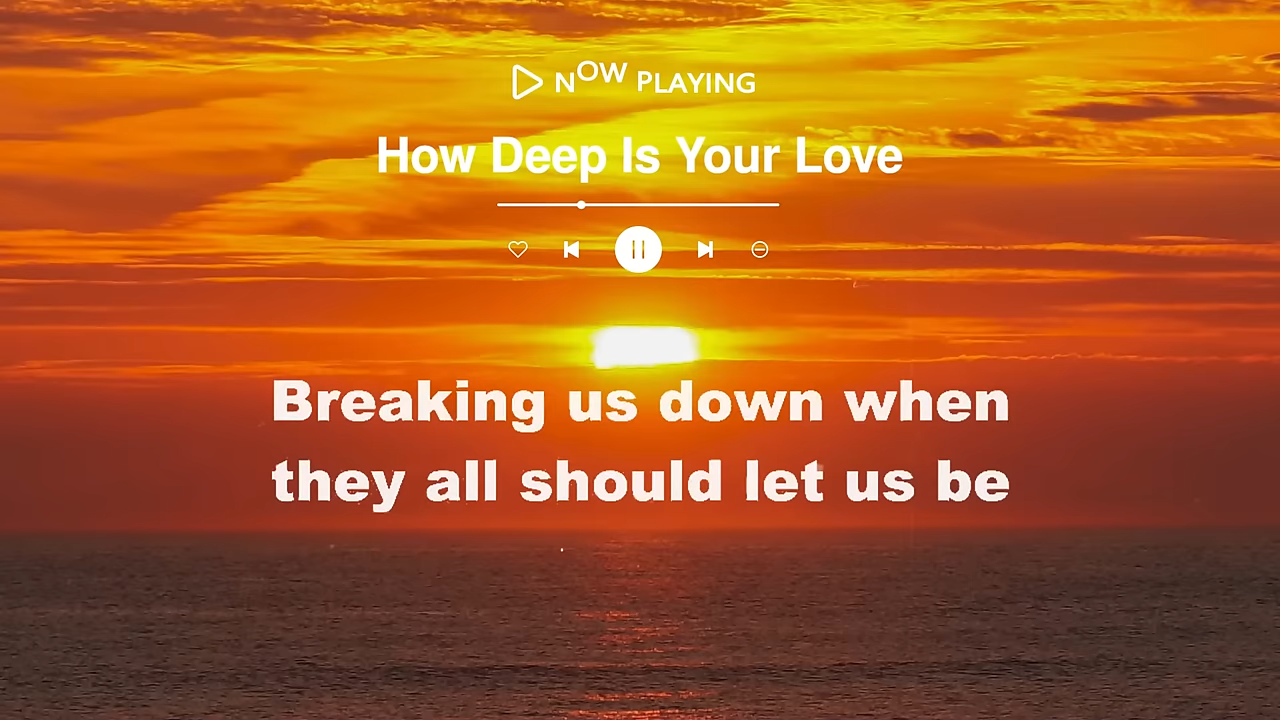 NOW PLAYING
How Deep Is Your Love
Breaking us down when
they all should let us be